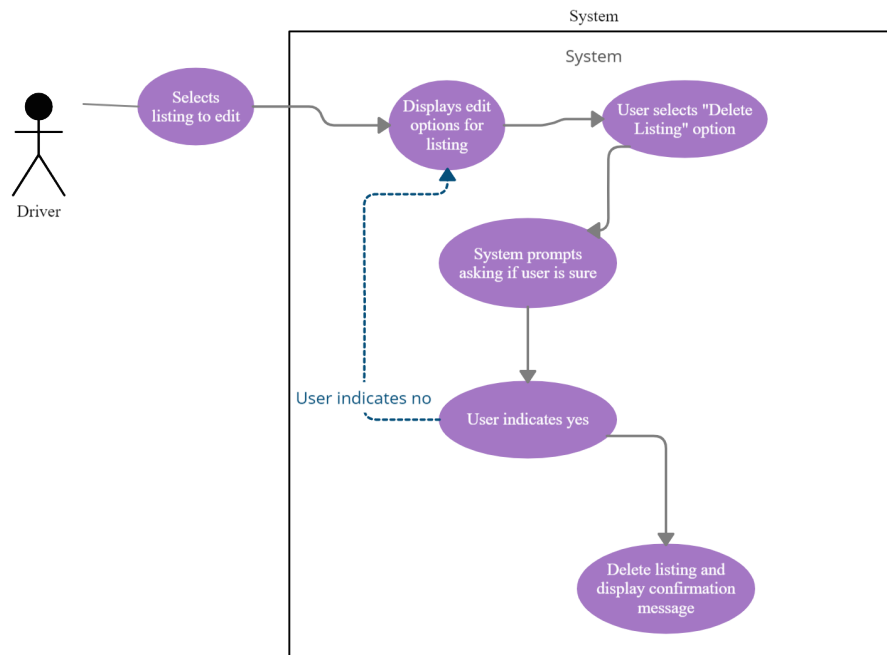 System
System
Selects
listing to edit
Displays edit
options for
listing
User selects "Delete
Listing" option
Driver
System prompts
asking if user is sure
User indicates no
User indicates yes
Delete listing and
display confirmation
message